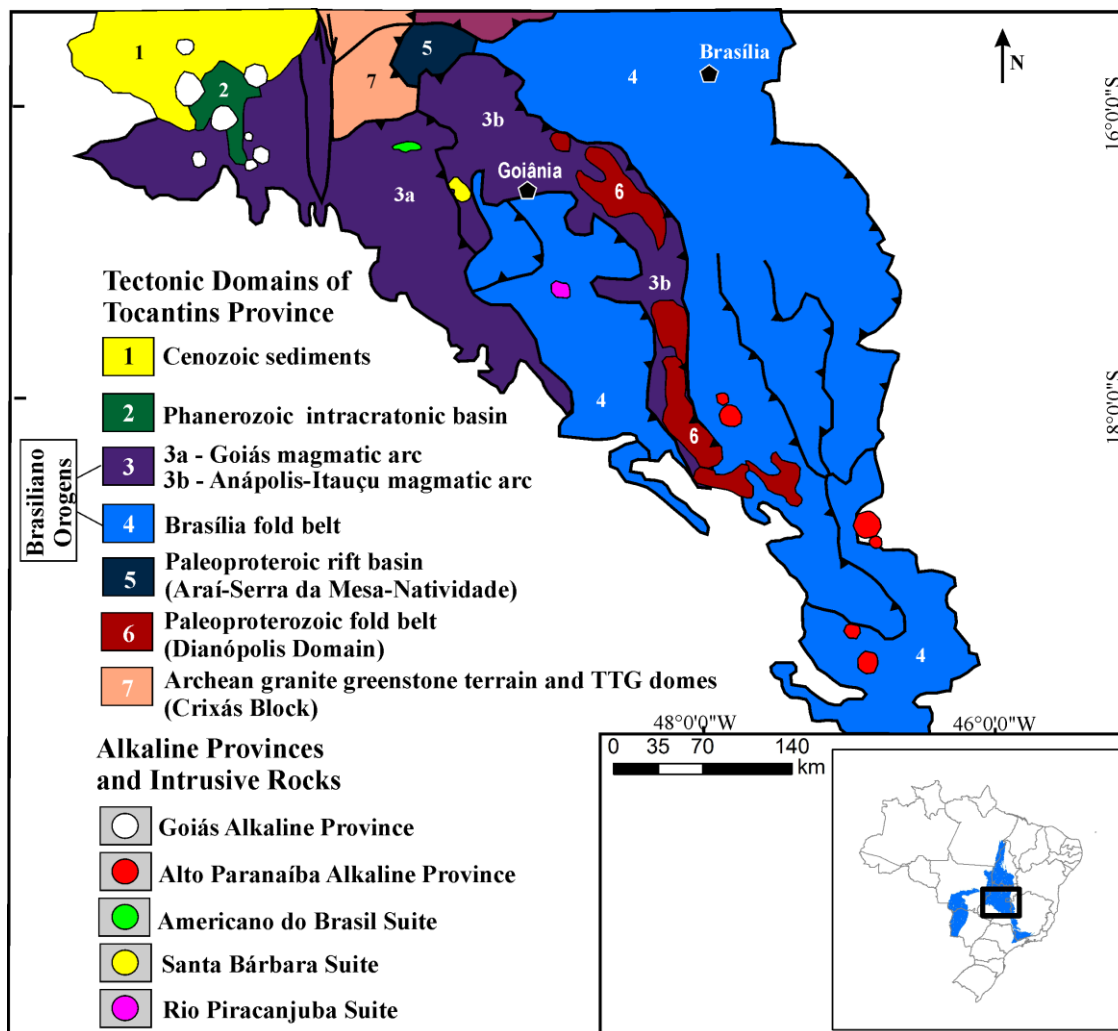 1
5
Brasília
4
N
2
7
16°0'0"S
3b
Goiânia
3a
6
3b
Tectonic Domains of
Tocantins Province
1 Cenozoic sediments
2 Phanerozoic intracratonic basin
4
18°0'0"S
6
Brasiliano
Orogens
3 3a - Goiás magmatic arc
3b - Anápolis-Itauçu magmatic arc
4 Brasília fold belt
5 Paleoproteroic rift basin
(Araí-Serra da Mesa-Natividade)
6 Paleoproterozoic fold belt
(Dianópolis Domain)
4
7 Archean granite greenstone terrain and TTG domes
(Crixás Block)
48°0'0"W
46°0'0"W
Alkaline Provinces
and Intrusive Rocks
0 35 70 140
km
Goiás Alkaline Province
Alto Paranaíba Alkaline Province
Americano do Brasil Suite
Santa Bárbara Suite
Rio Piracanjuba Suite